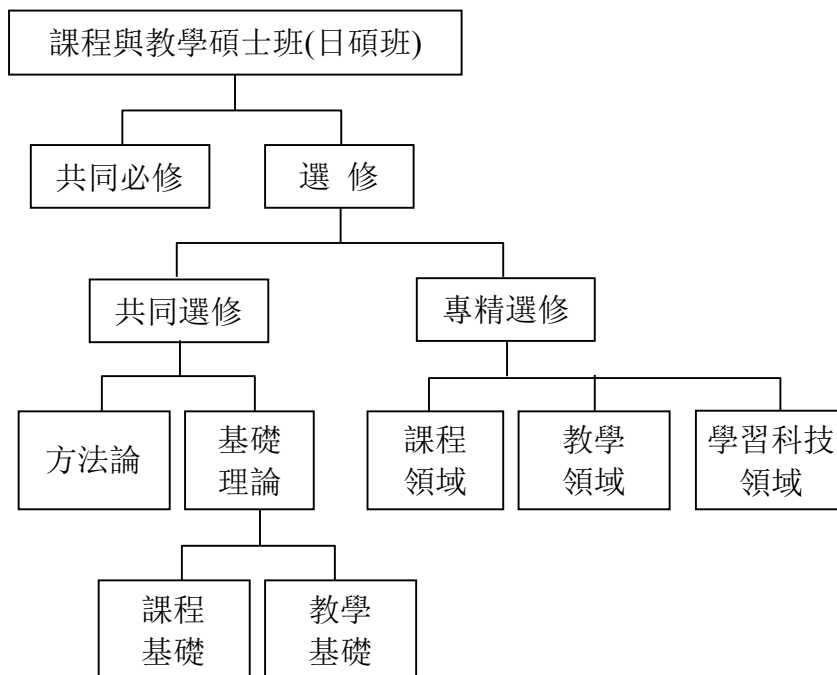 課程與教學碩士班(日碩班)
共同必修
選 修
共同選修
專精選修
方法論
基礎
理論
課程
領域
教學
領域
學習科技
領域
課程
基礎
教學
基礎